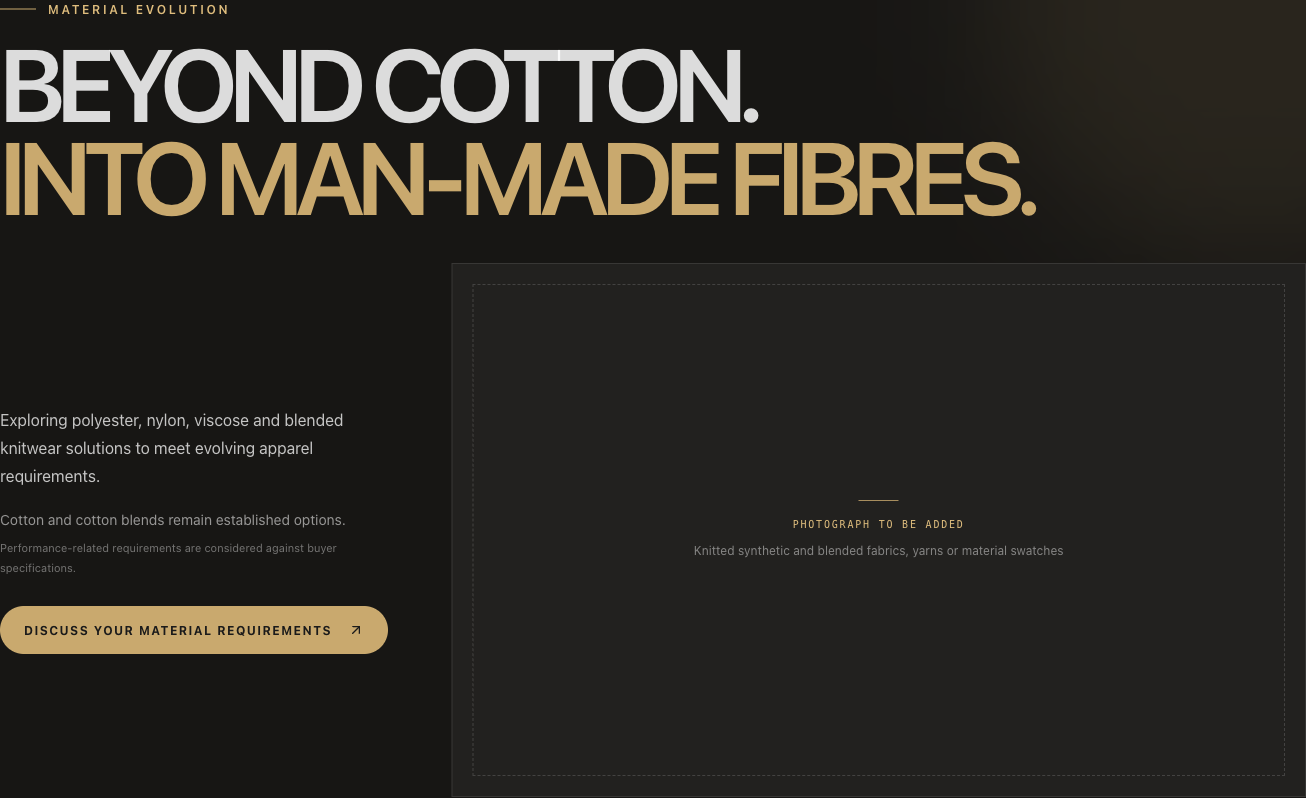 MATERIAL EVOLUTION
BEYOND COTTON.
INTO MAN-MADE FIBRES.
Exploring polyester, nylon, viscose and blended
knitwear solutions to meet evolving apparel
requirements.
Cotton and cotton blends remain established options.
Performance-related requirements are considered against buyer
specifications.
DISCUSS YOUR MATERIAL REQUIREMENTS
PHOTOGRAPH TO BE ADDED
Knitted synthetic and blended fabrics, yarns or material swatches